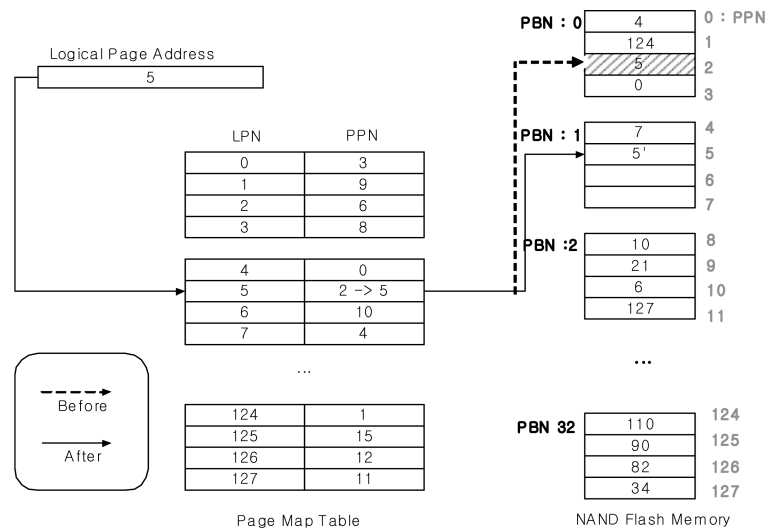 Logical Page Address
5
LPN PPN
0 3
1 9
2 6
3 8
4 0
5 2 -> 5
6 10
7 4
...
124 1
125 15
126 12
127 11
Page Map Table
Before
After
PBN : 0
4 0 : PPN
124 1
5 2
0 3
PBN : 1
7 4
5' 5
6
7
PBN :2
10 8
21 9
6 10
127 11
...
PBN 32
110 124
90 125
82 126
34 127
NAND Flash Memory